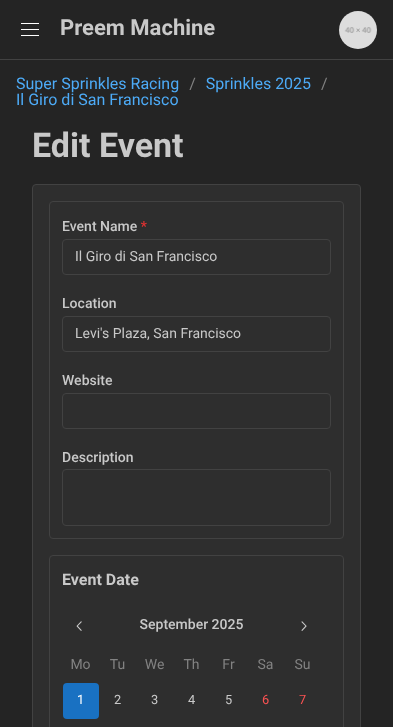 Preem Machine
40 × 40
Super Sprinkles Racing / Sprinkles 2025 /
Il Giro di San Francisco
Edit Event
Event Name *
Il Giro di San Francisco
Location
Levi's Plaza, San Francisco
Website
Description
Event Date
September 2025
Mo Tu We Th Fr Sa Su
1 2 3 4 5 6 7